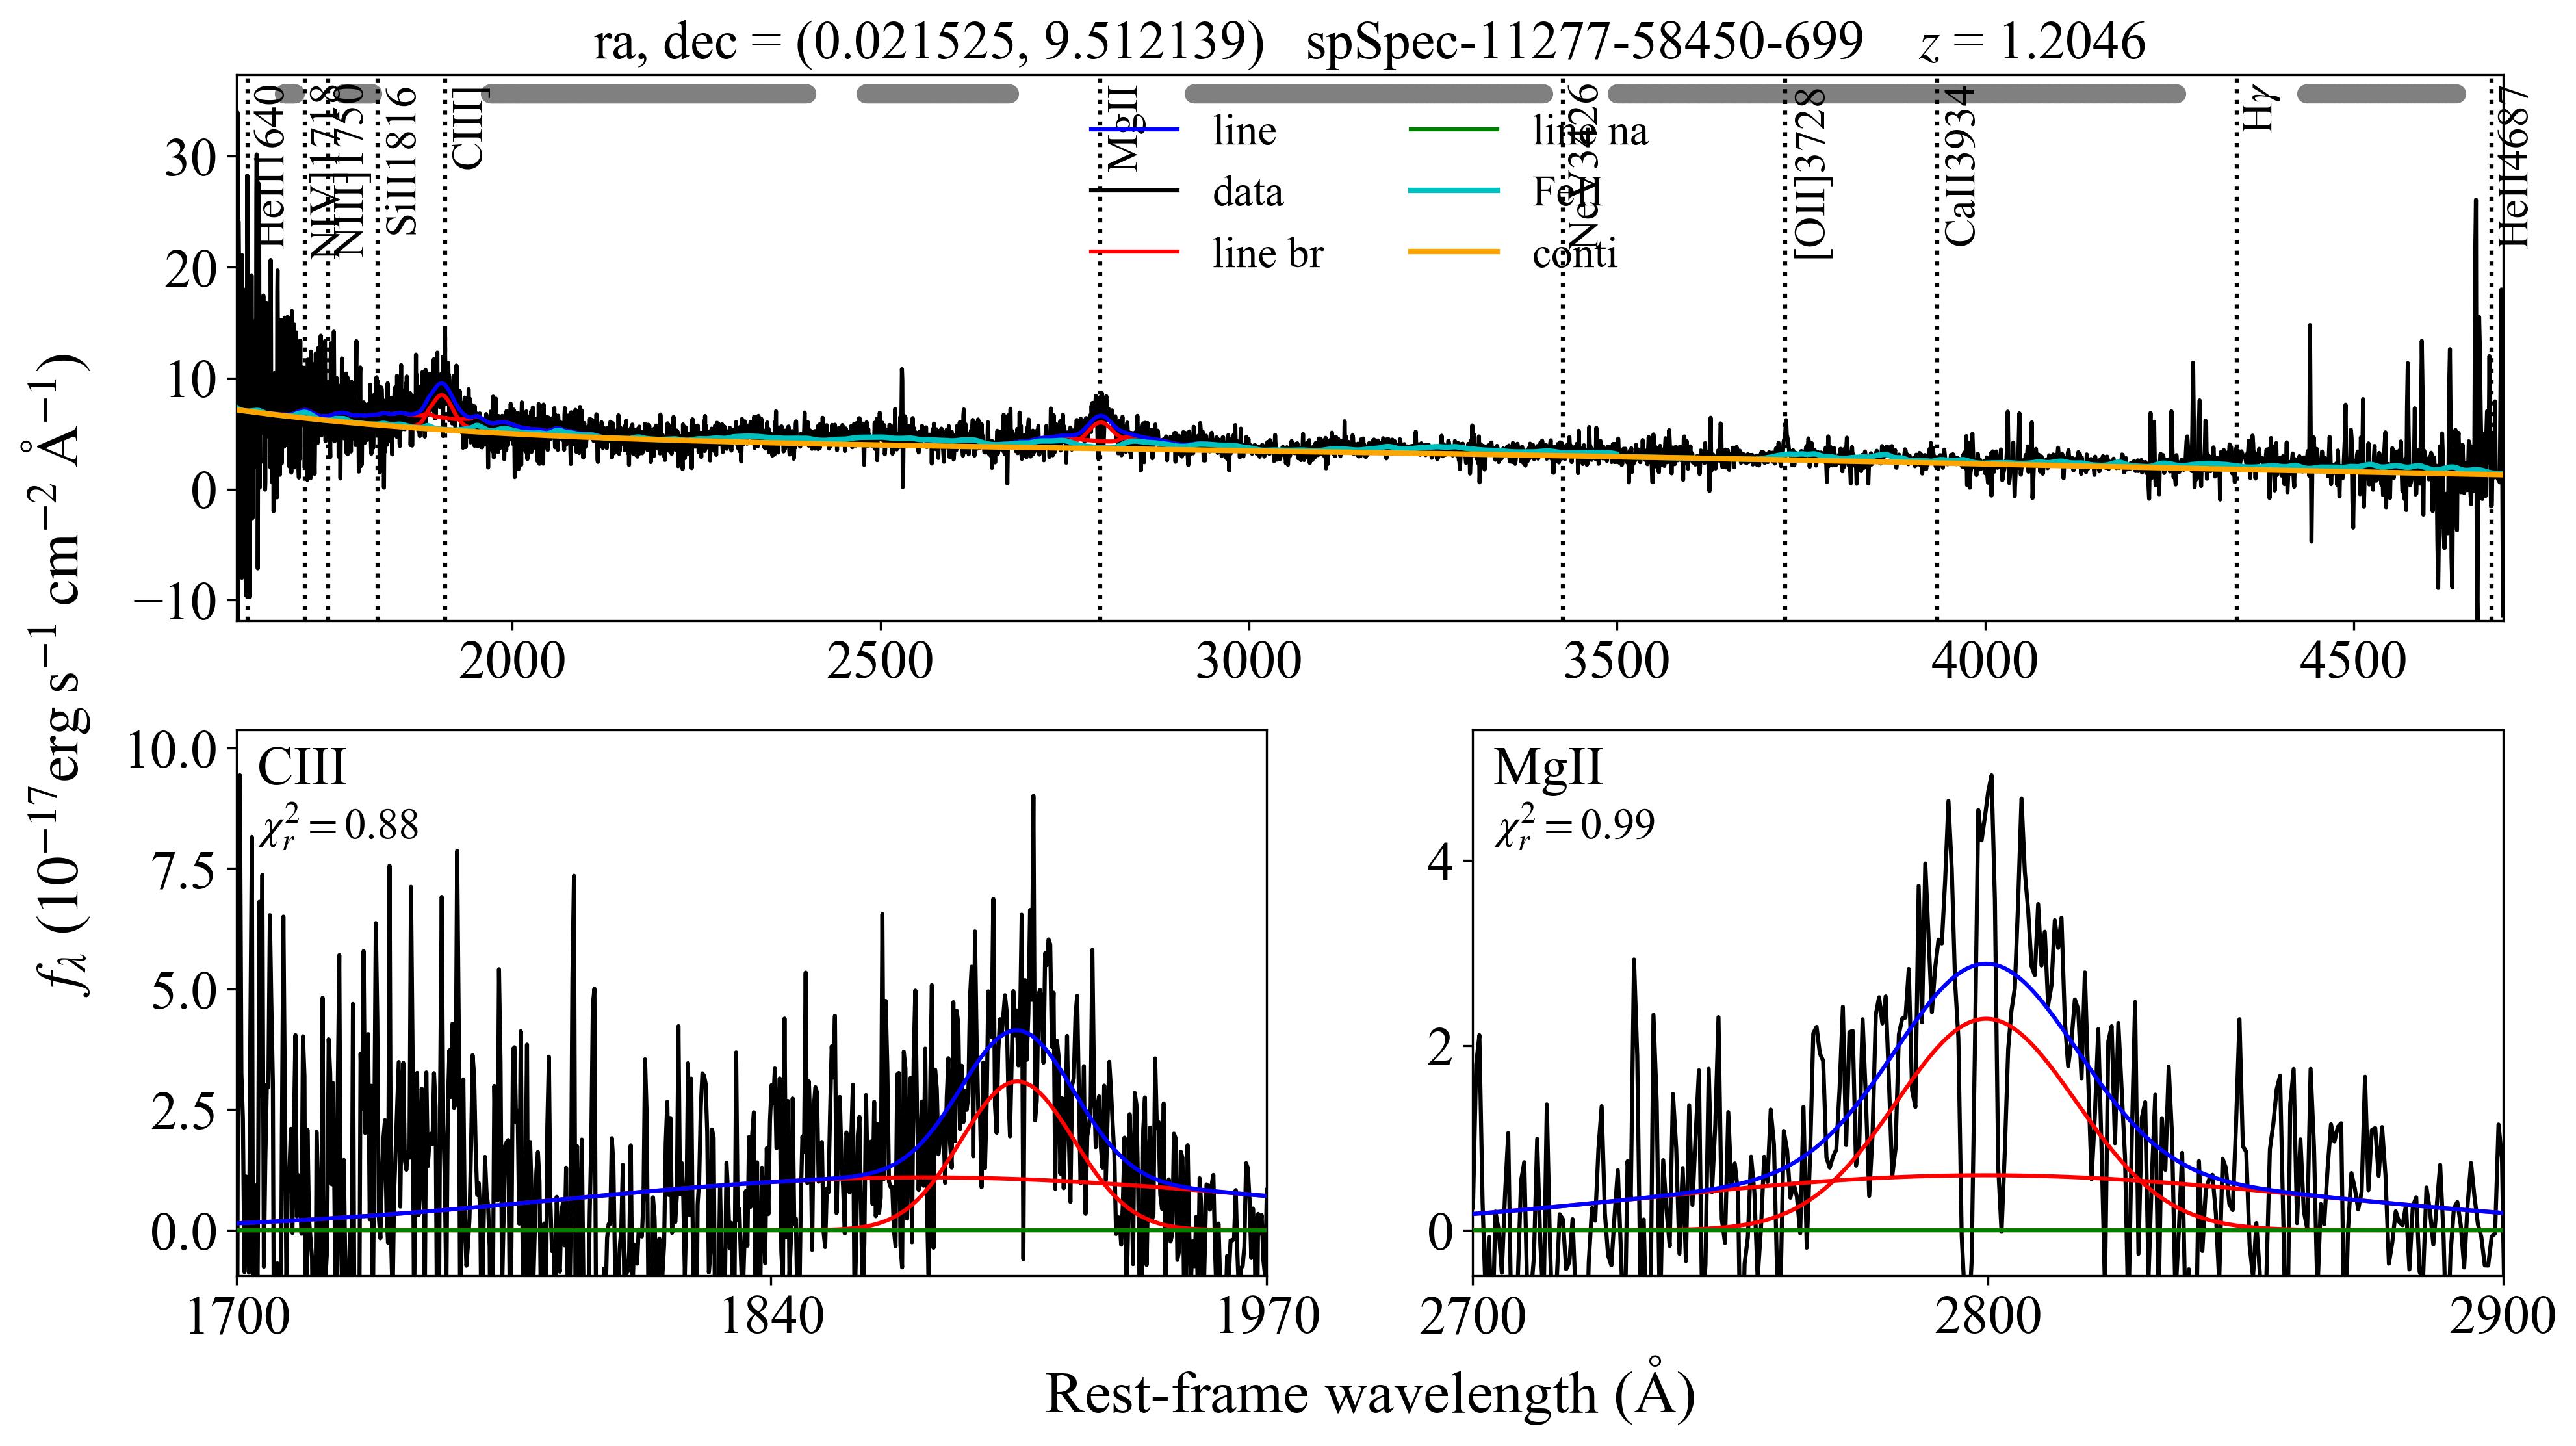 ra, dec = (0.021525, 9.512139) spSpec-11277-58450-699 z = 1.2046
HeII1640
NIV]1718
NIII]1750
SiII1816
CIII]
MgII
NeV3426
[OII]3728
CaII3934
Hγ
HeII4687
line
data
line br
line na
FeII
conti
30
20
10
0
−10
2000
2500
3000
3500
4000
4500
f_λ (10⁻¹⁷erg s⁻¹ cm⁻² Å⁻¹)
CIII
χ²ᵣ = 0.88
10.0
7.5
5.0
2.5
0.0
1700
1840
1970
MgII
χ²ᵣ = 0.99
4
2
0
2700
2800
2900
Rest-frame wavelength (Å)